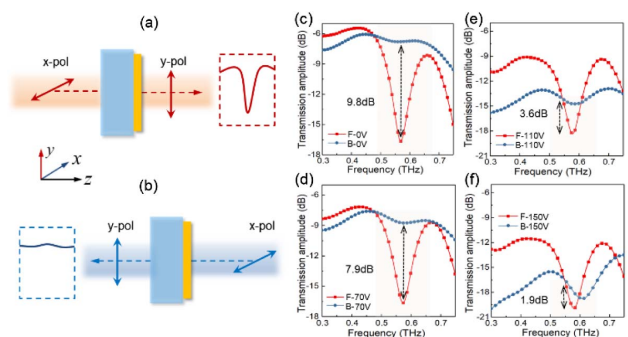 (a)
x-pol
y-pol
y
x
z
(b)
y-pol
x-pol
(c)
Transmission amplitude (dB)
-6
-9
-12
-15
-18
9.8dB
F-0V
B-0V
0.3 0.4 0.5 0.6 0.7
Frequency (THz)
(e)
Transmission amplitude (dB)
-6
-9
-12
-15
-18
-21
3.6dB
F-110V
B-110V
0.3 0.4 0.5 0.6 0.7
Frequency (THz)
(d)
Transmission amplitude (dB)
-6
-9
-12
-15
-18
7.9dB
F-70V
B-70V
0.3 0.4 0.5 0.6 0.7
Frequency (THz)
(f)
Transmission amplitude (dB)
-9
-12
-15
-18
-21
F-150V
B-150V
1.9dB
0.3 0.4 0.5 0.6 0.7
Frequency (THz)